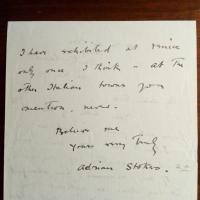 I have exhibited at Venice
only once I think – at the
other Italian towns you
mention, never.
Believe me
Yours very truly
Adrian Stokes.